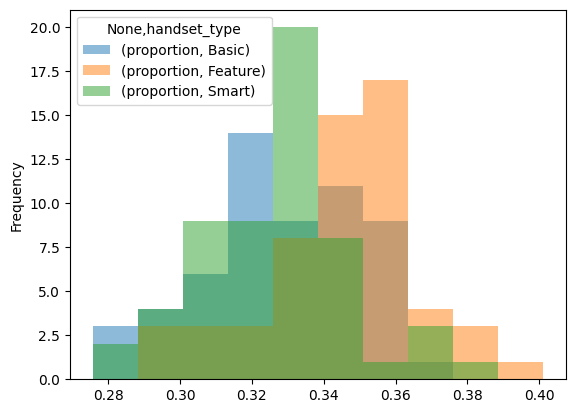 None,handset_type
(proportion, Basic)
(proportion, Feature)
(proportion, Smart)
Frequency
20.0
17.5
15.0
12.5
10.0
7.5
5.0
2.5
0.0
0.28 0.30 0.32 0.34 0.36 0.38 0.40